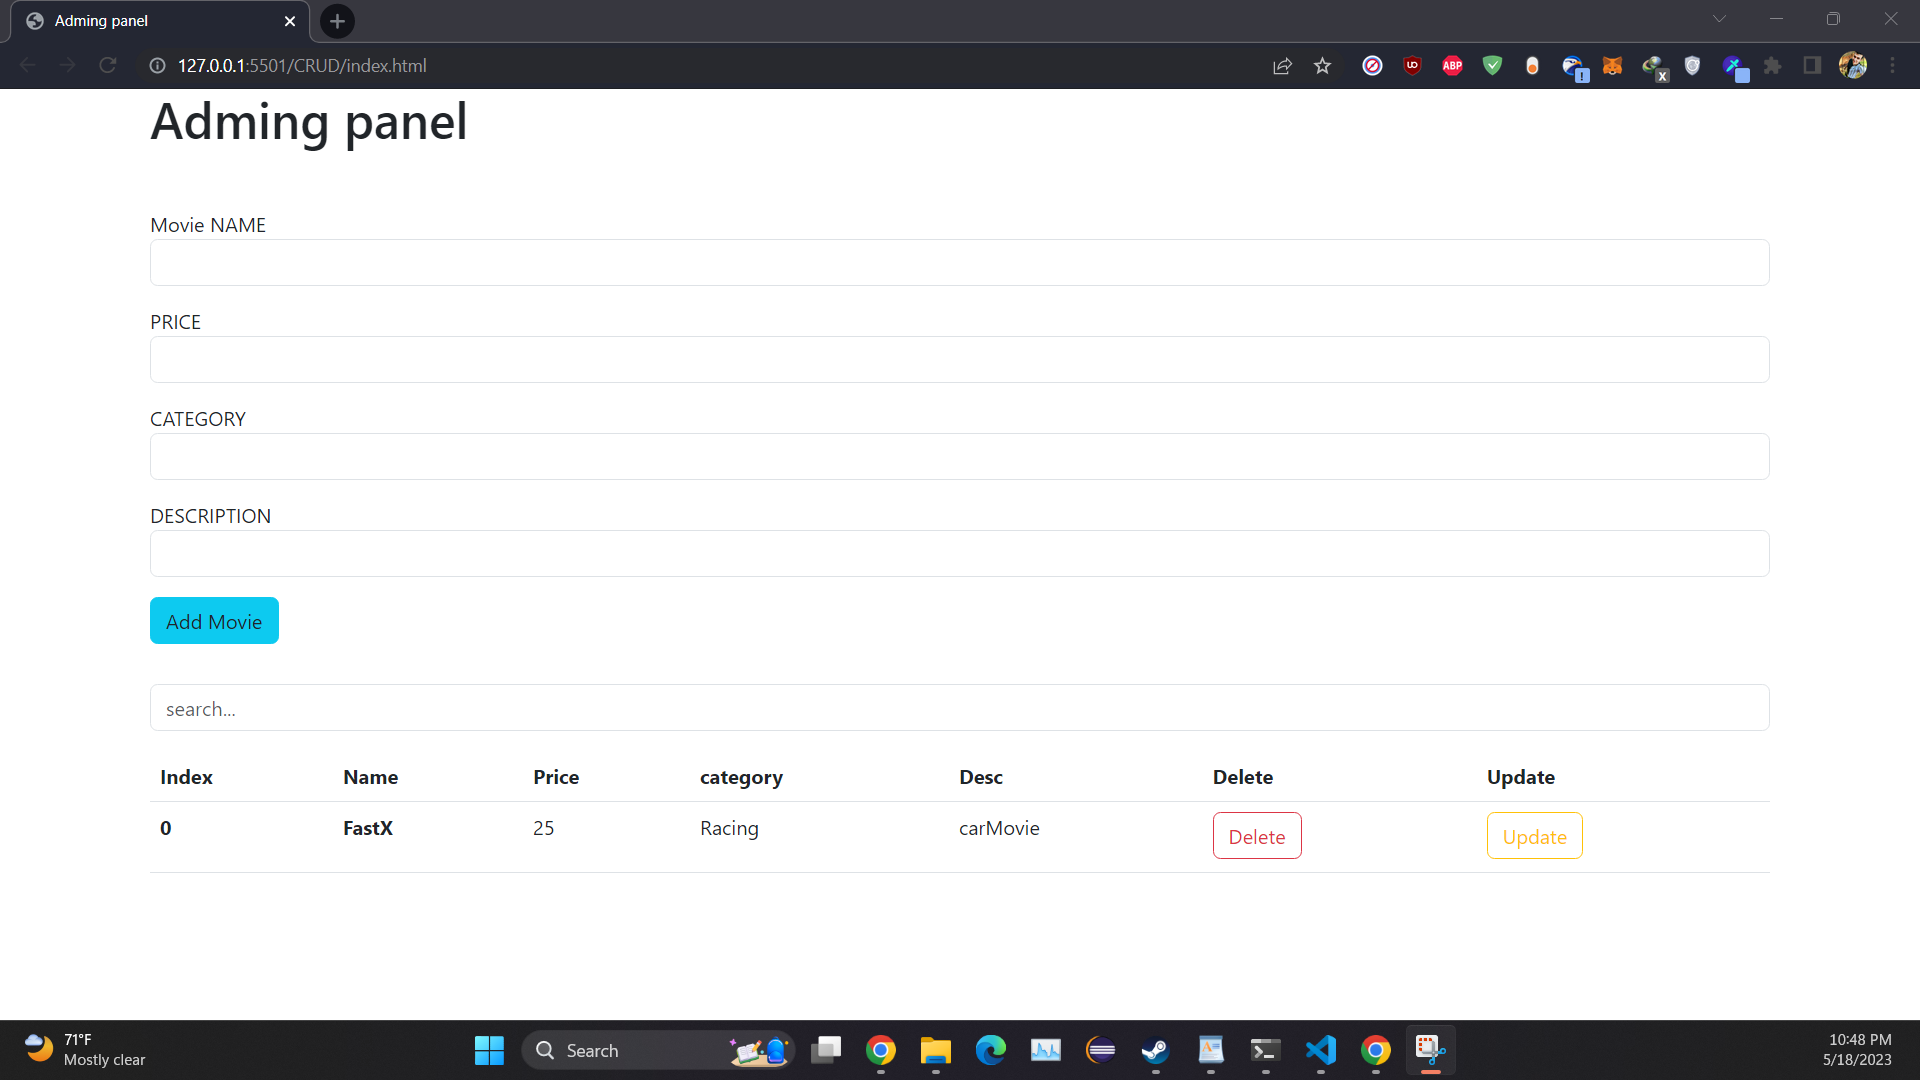 Adming panel
127.0.0.1:5501/CRUD/index.html
UD
ABP
!
X
Adming panel
Movie NAME
PRICE
CATEGORY
DESCRIPTION
Add Movie
search...
Index Name Price category Desc Delete Update
0 FastX 25 Racing carMovie Delete Update
71°F
Mostly clear
Search
10:48 PM
5/18/2023